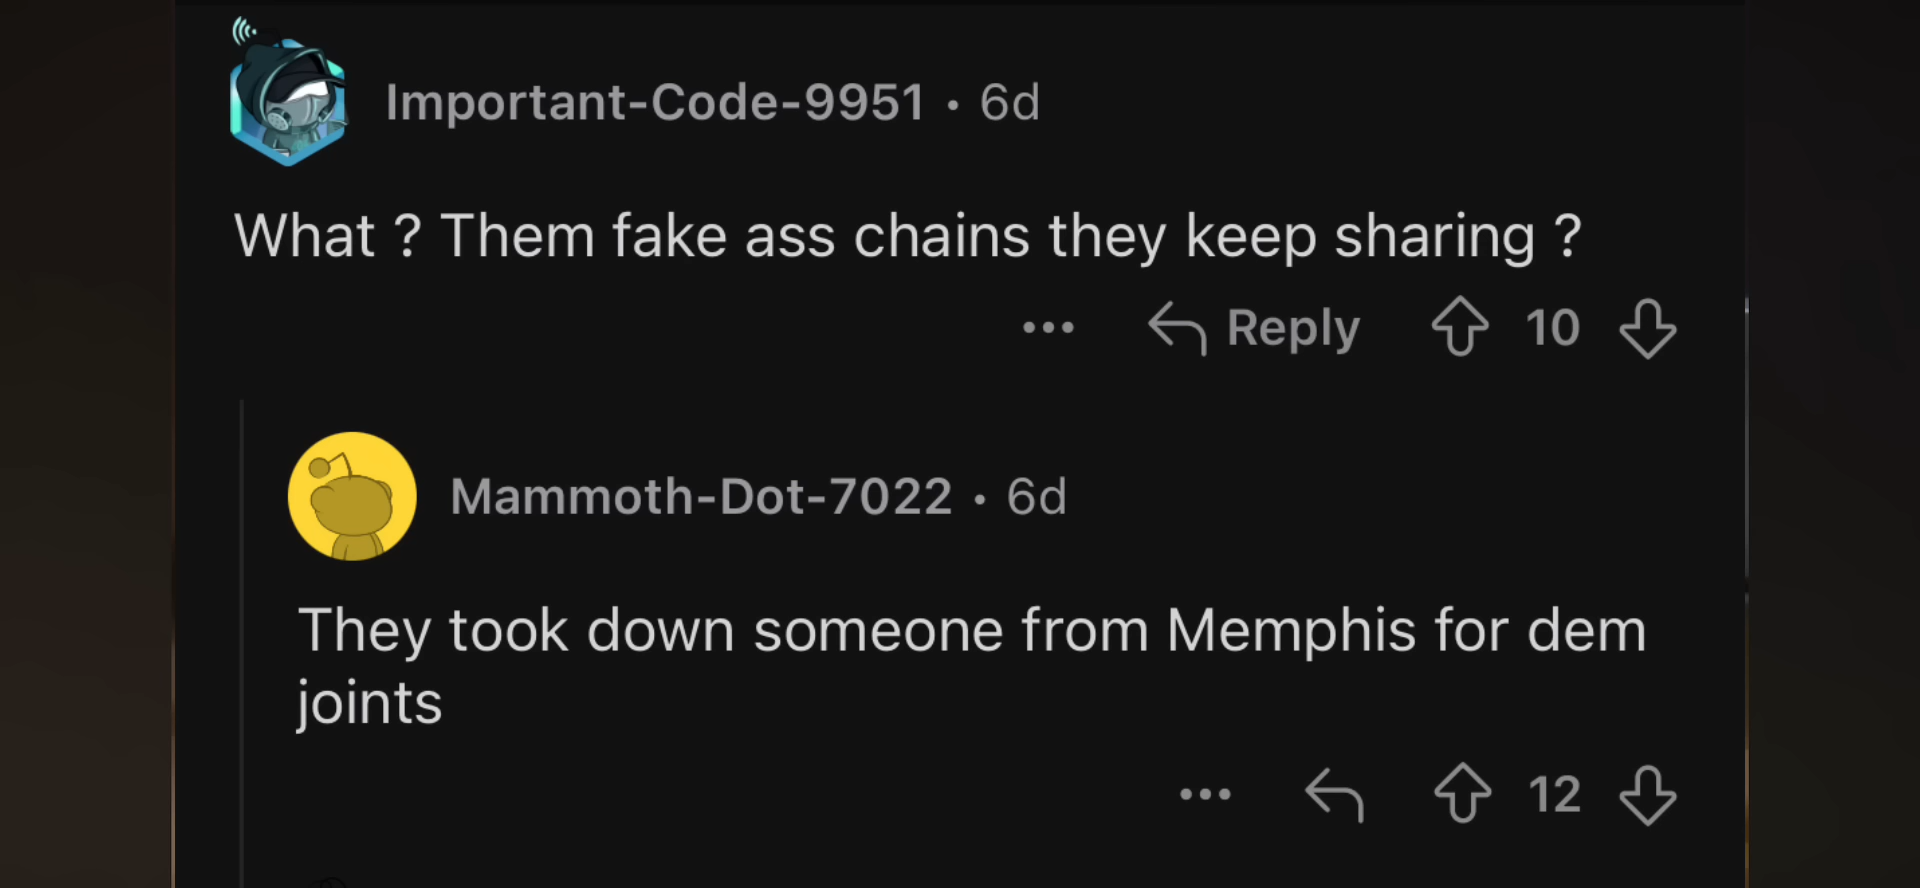 Important-Code-9951 • 6d
What ? Them fake ass chains they keep sharing ?
Reply 10
Mammoth-Dot-7022 • 6d
They took down someone from Memphis for dem
joints
12